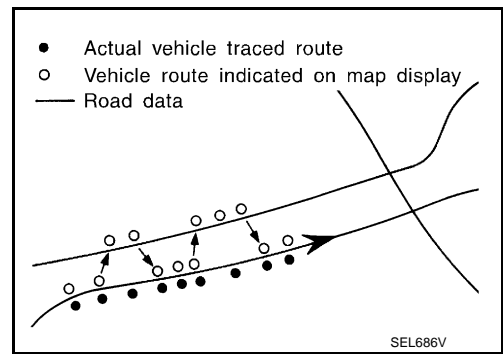 Actual vehicle traced route
Vehicle route indicated on map display
Road data
SEL686V